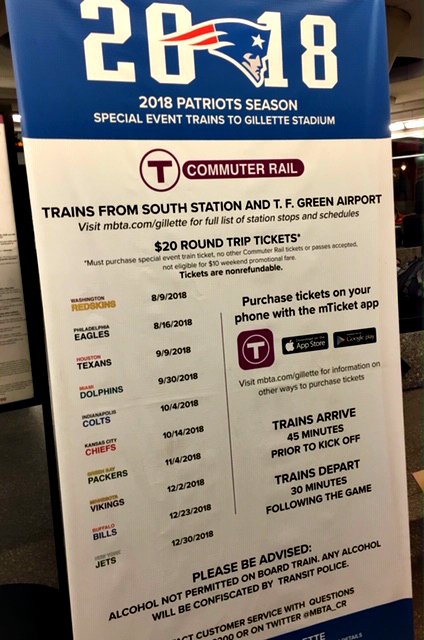 2018
2018 PATRIOTS SEASON
SPECIAL EVENT TRAINS TO GILLETTE STADIUM
T COMMUTER RAIL
TRAINS FROM SOUTH STATION AND T. F. GREEN AIRPORT
Visit mbta.com/gillette for full list of station stops and schedules
$20 ROUND TRIP TICKETS*
*Must purchase special event train ticket, no other Commuter Rail tickets or passes accepted,
not eligible for $10 weekend promotional fare.
Tickets are nonrefundable.
WASHINGTON
REDSKINS 8/9/2018
PHILADELPHIA
EAGLES 8/16/2018
HOUSTON
TEXANS 9/9/2018
MIAMI
DOLPHINS 9/30/2018
INDIANAPOLIS
COLTS 10/4/2018
KANSAS CITY
CHIEFS 10/14/2018
GREEN BAY
PACKERS 11/4/2018
MINNESOTA
VIKINGS 12/2/2018
BUFFALO
BILLS 12/23/2018
NEW YORK
JETS 12/30/2018
Purchase tickets on your
phone with the mTicket app
T
App Store
Google play
Visit mbta.com/gillette for information on
other ways to purchase tickets
TRAINS ARRIVE
45 MINUTES
PRIOR TO KICK OFF
TRAINS DEPART
30 MINUTES
FOLLOWING THE GAME
PLEASE BE ADVISED:
ALCOHOL NOT PERMITTED ON BOARD TRAIN. ANY ALCOHOL
WILL BE CONFISCATED BY TRANSIT POLICE.
CUSTOMER SERVICE WITH QUESTIONS
OR ON TWITTER @MBTA_CR